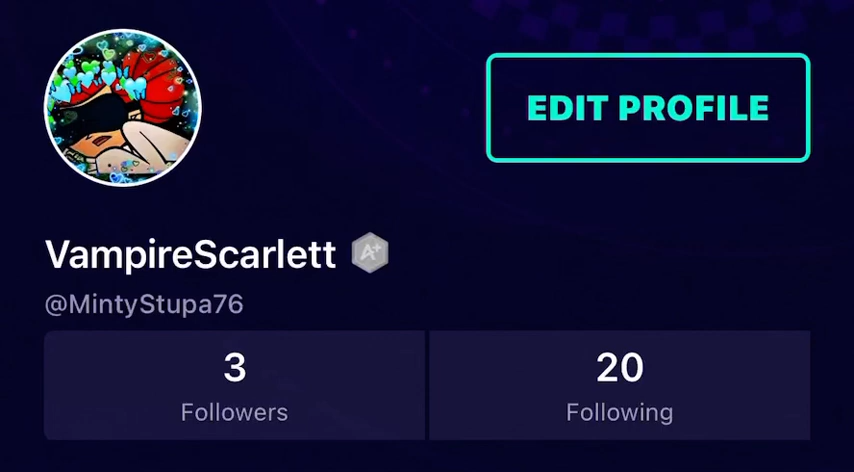 EDIT PROFILE
VampireScarlett A+
@MintyStupa76
3
Followers
20
Following